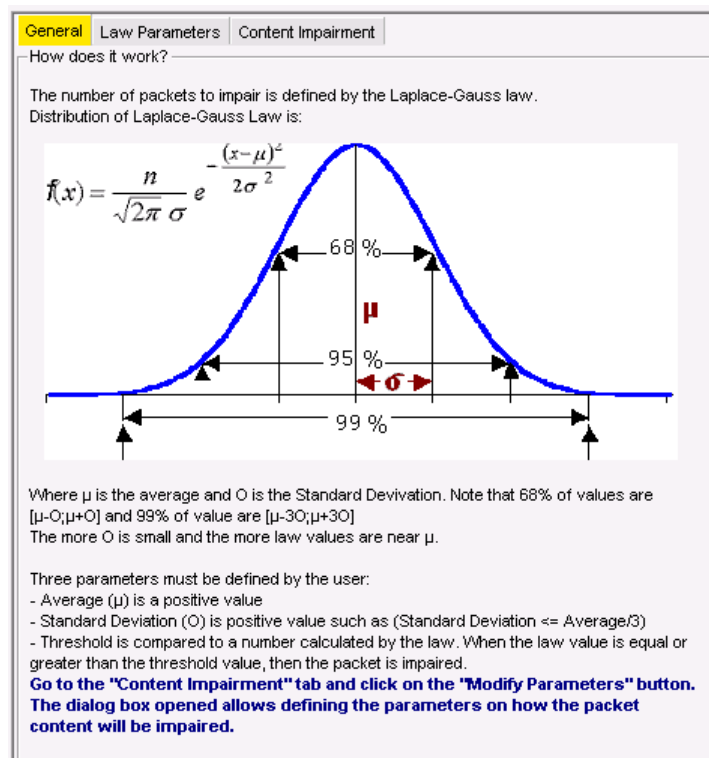 General Law Parameters Content Impairment
How does it work?
The number of packets to impair is defined by the Laplace-Gauss law.
Distribution of Laplace-Gauss Law is:
f(x) = n / √2π σ e -(x-μ)² / 2σ ²
68 %
μ
95 %
σ
99 %
Where μ is the average and O is the Standard Devivation. Note that 68% of values are
[μ-O;μ+O] and 99% of value are [μ-3O;μ+3O]
The more O is small and the more law values are near μ.
Three parameters must be defined by the user:
- Average (μ) is a positive value
- Standard Deviation (O) is positive value such as (Standard Deviation <= Average/3)
- Threshold is compared to a number calculated by the law. When the law value is equal or
greater than the threshold value, then the packet is impaired.
Go to the "Content Impairment" tab and click on the "Modify Parameters" button.
The dialog box opened allows defining the parameters on how the packet
content will be impaired.